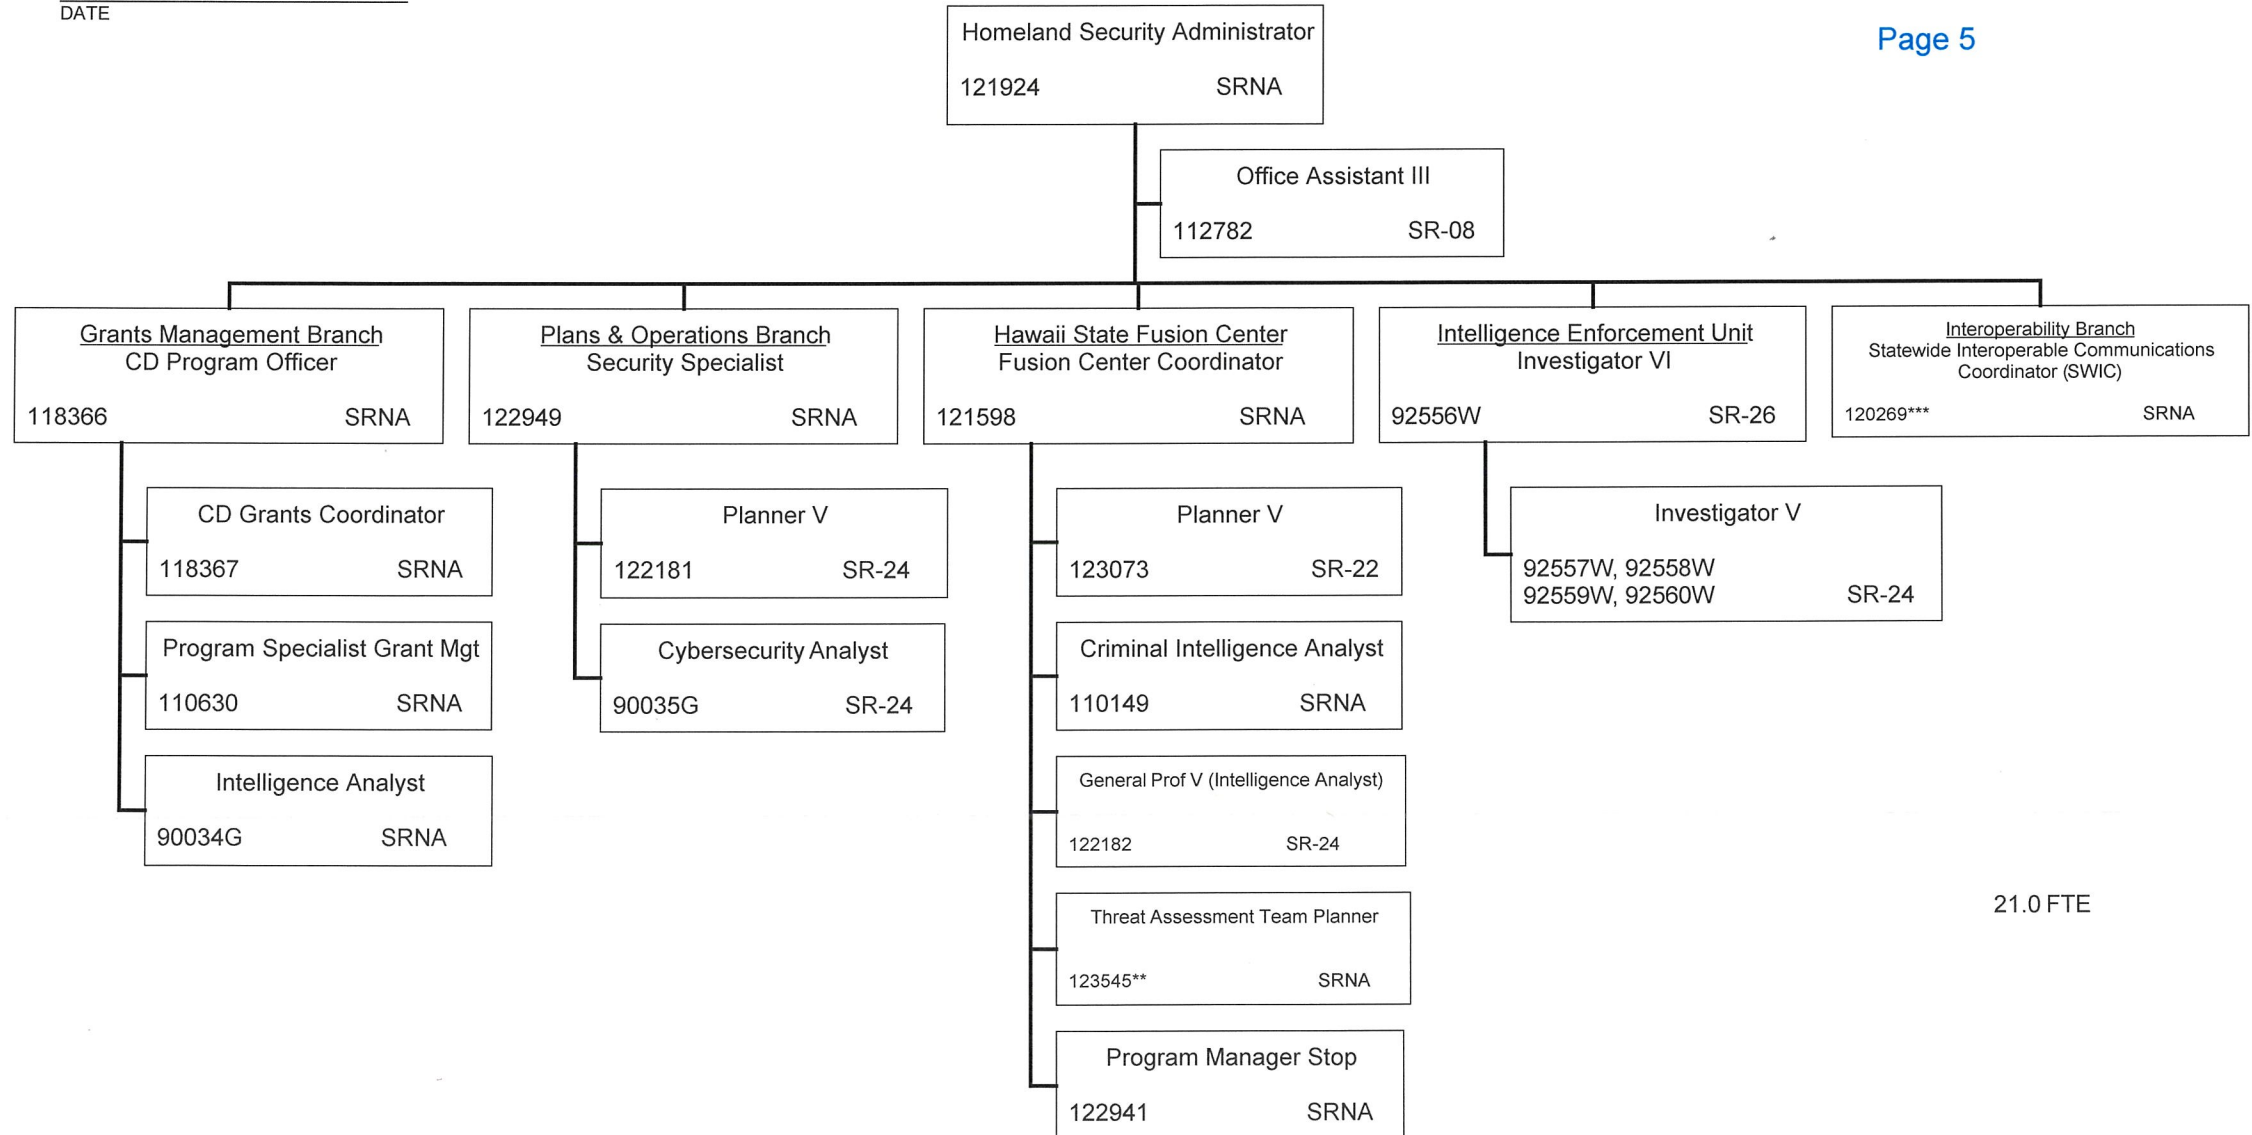 DATE
Page 5
Homeland Security Administrator
121924 SRNA
Office Assistant III
112782 SR-08
Grants Management Branch
CD Program Officer
118366 SRNA
Plans & Operations Branch
Security Specialist
122949 SRNA
Hawaii State Fusion Center
Fusion Center Coordinator
121598 SRNA
Intelligence Enforcement Unit
Investigator VI
92556W SR-26
Interoperability Branch
Statewide Interoperable Communications
Coordinator (SWIC)
120269*** SRNA
CD Grants Coordinator
118367 SRNA
Program Specialist Grant Mgt
110630 SRNA
Intelligence Analyst
90034G SRNA
Planner V
122181 SR-24
Cybersecurity Analyst
90035G SR-24
Planner V
123073 SR-22
Criminal Intelligence Analyst
110149 SRNA
General Prof V (Intelligence Analyst)
122182 SR-24
Threat Assessment Team Planner
123545** SRNA
Program Manager Stop
122941 SRNA
Investigator V
92557W, 92558W
92559W, 92560W SR-24
21.0 FTE